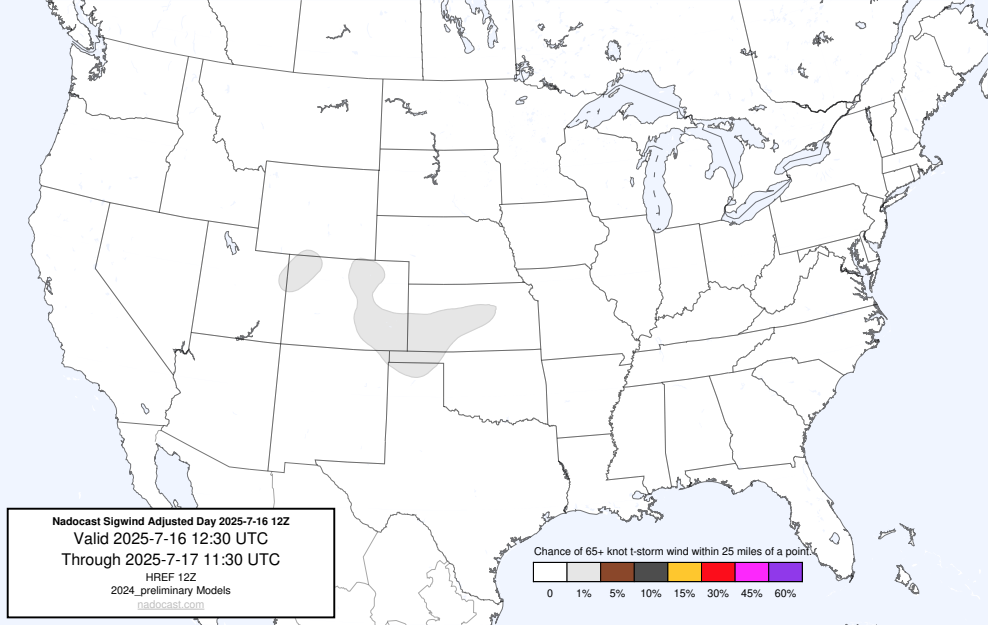 Nadocast Sigwind Adjusted Day 2025-7-16 12Z
Valid 2025-7-16 12:30 UTC
Through 2025-7-17 11:30 UTC
HREF 12Z
2024_preliminary Models
nadocast.com
Chance of 65+ knot t-storm wind within 25 miles of a point.
0 1% 5% 10% 15% 30% 45% 60%